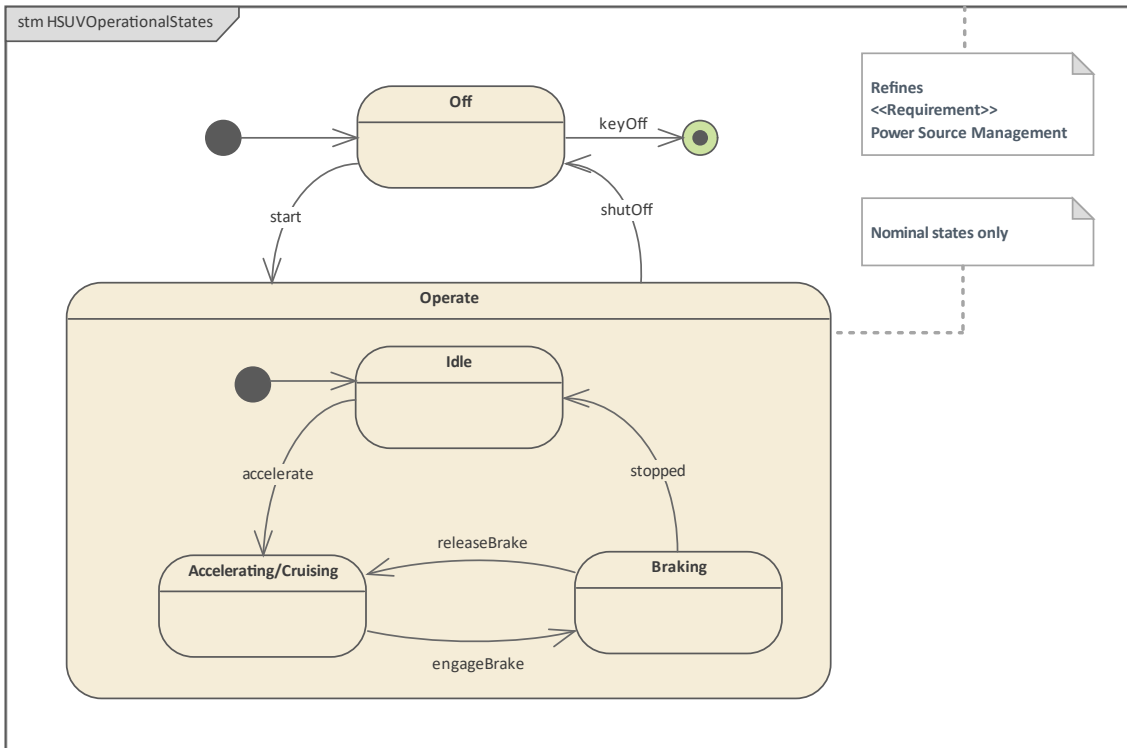 stm HSUVOperationalStates
Off
keyOff
Refines
<<Requirement>>
Power Source Management
start
shutOff
Nominal states only
Operate
Idle
accelerate
stopped
releaseBrake
Accelerating/Cruising
Braking
engageBrake